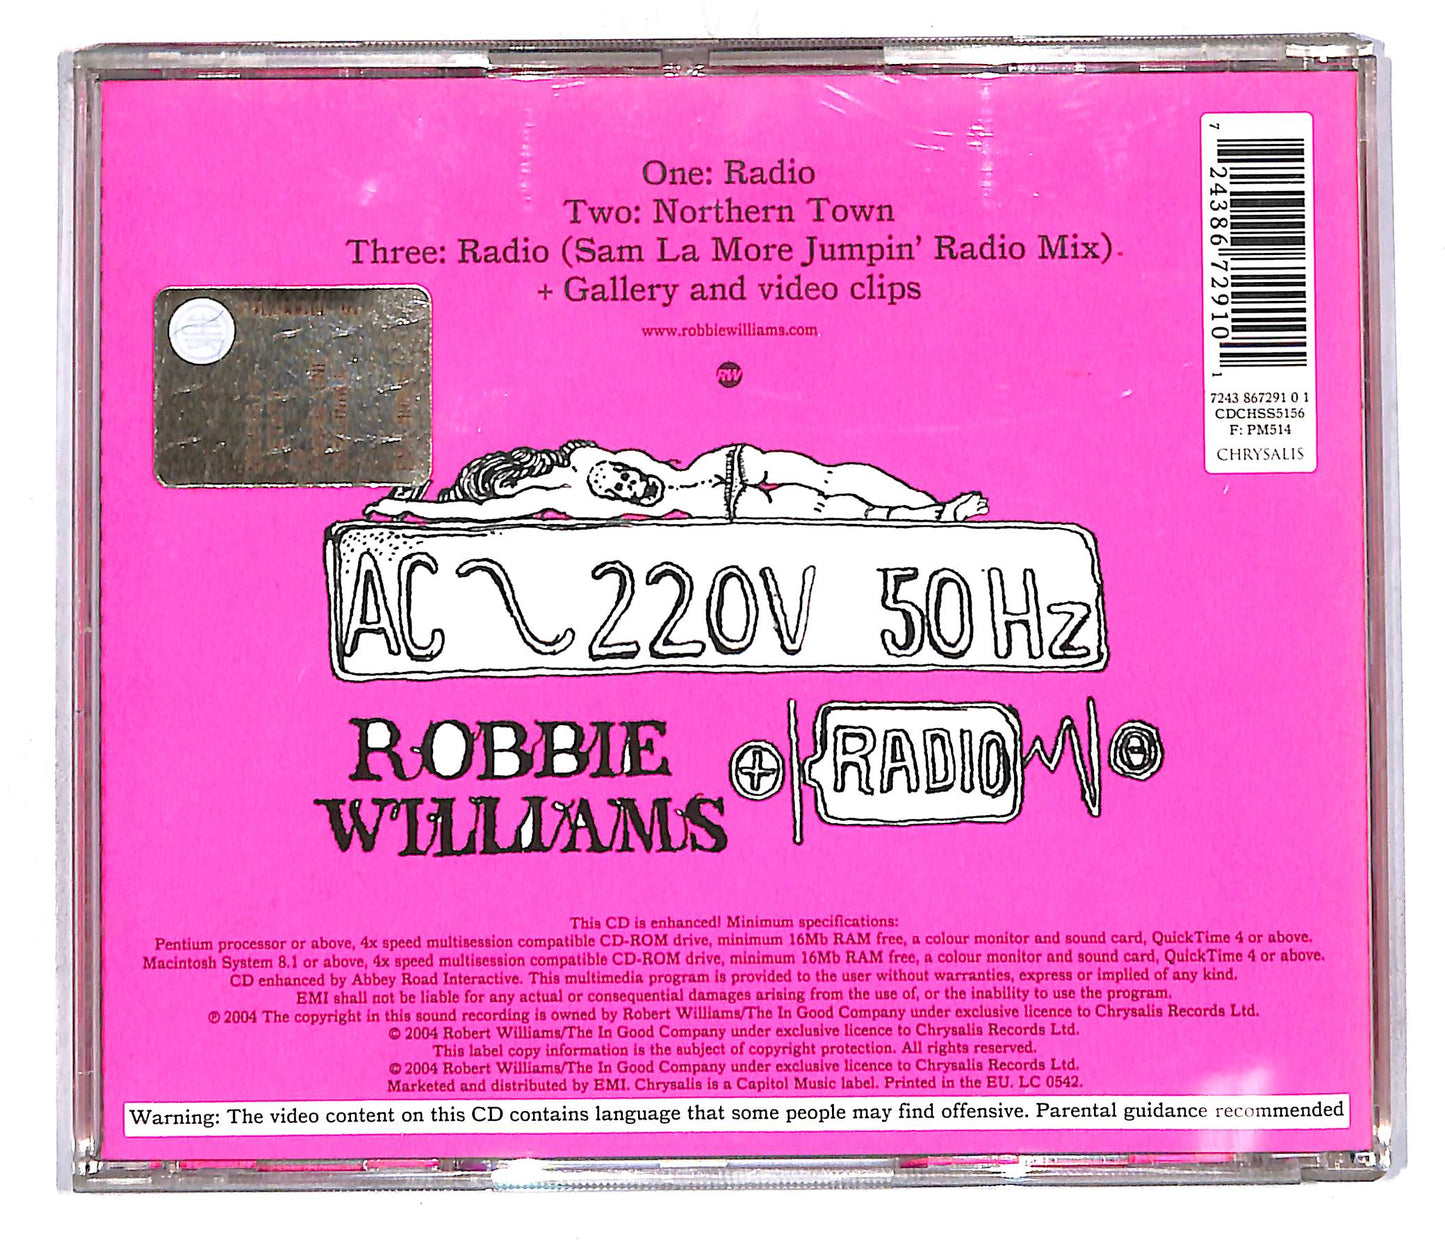 One: Radio
Two: Northern Town
Three: Radio (Sam La More Jumpin' Radio Mix).
+ Gallery and video clips
www.robbiewilliams.com
RW
7 24386 72910 1
7243 867291 0 1
CDCHSS5156
F: PM514
CHRYSALIS
AC 220V 50Hz
ROBBIE
WILLIAMS
+ RADIO -
This CD is enhanced! Minimum specifications:
Pentium processor or above, 4x speed multisession compatible CD-ROM drive, minimum 16Mb RAM free, a colour monitor and sound card, QuickTime 4 or above.
Macintosh System 8.1 or above, 4x speed multisession compatible CD-ROM drive, minimum 16Mb RAM free, a colour monitor and sound card, QuickTime 4 or above.
CD enhanced by Abbey Road Interactive. This multimedia program is provided to the user without warranties, express or implied of any kind.
EMI shall not be liable for any actual or consequential damages arising from the use of, or the inability to use the program.
℗ 2004 The copyright in this sound recording is owned by Robert Williams/The In Good Company under exclusive licence to Chrysalis Records Ltd.
© 2004 Robert Williams/The In Good Company under exclusive licence to Chrysalis Records Ltd.
This label copy information is the subject of copyright protection. All rights reserved.
© 2004 Robert Williams/The In Good Company under exclusive licence to Chrysalis Records Ltd.
Marketed and distributed by EMI. Chrysalis is a Capitol Music label. Printed in the EU. LC 0542.
Warning: The video content on this CD contains language that some people may find offensive. Parental guidance recommended